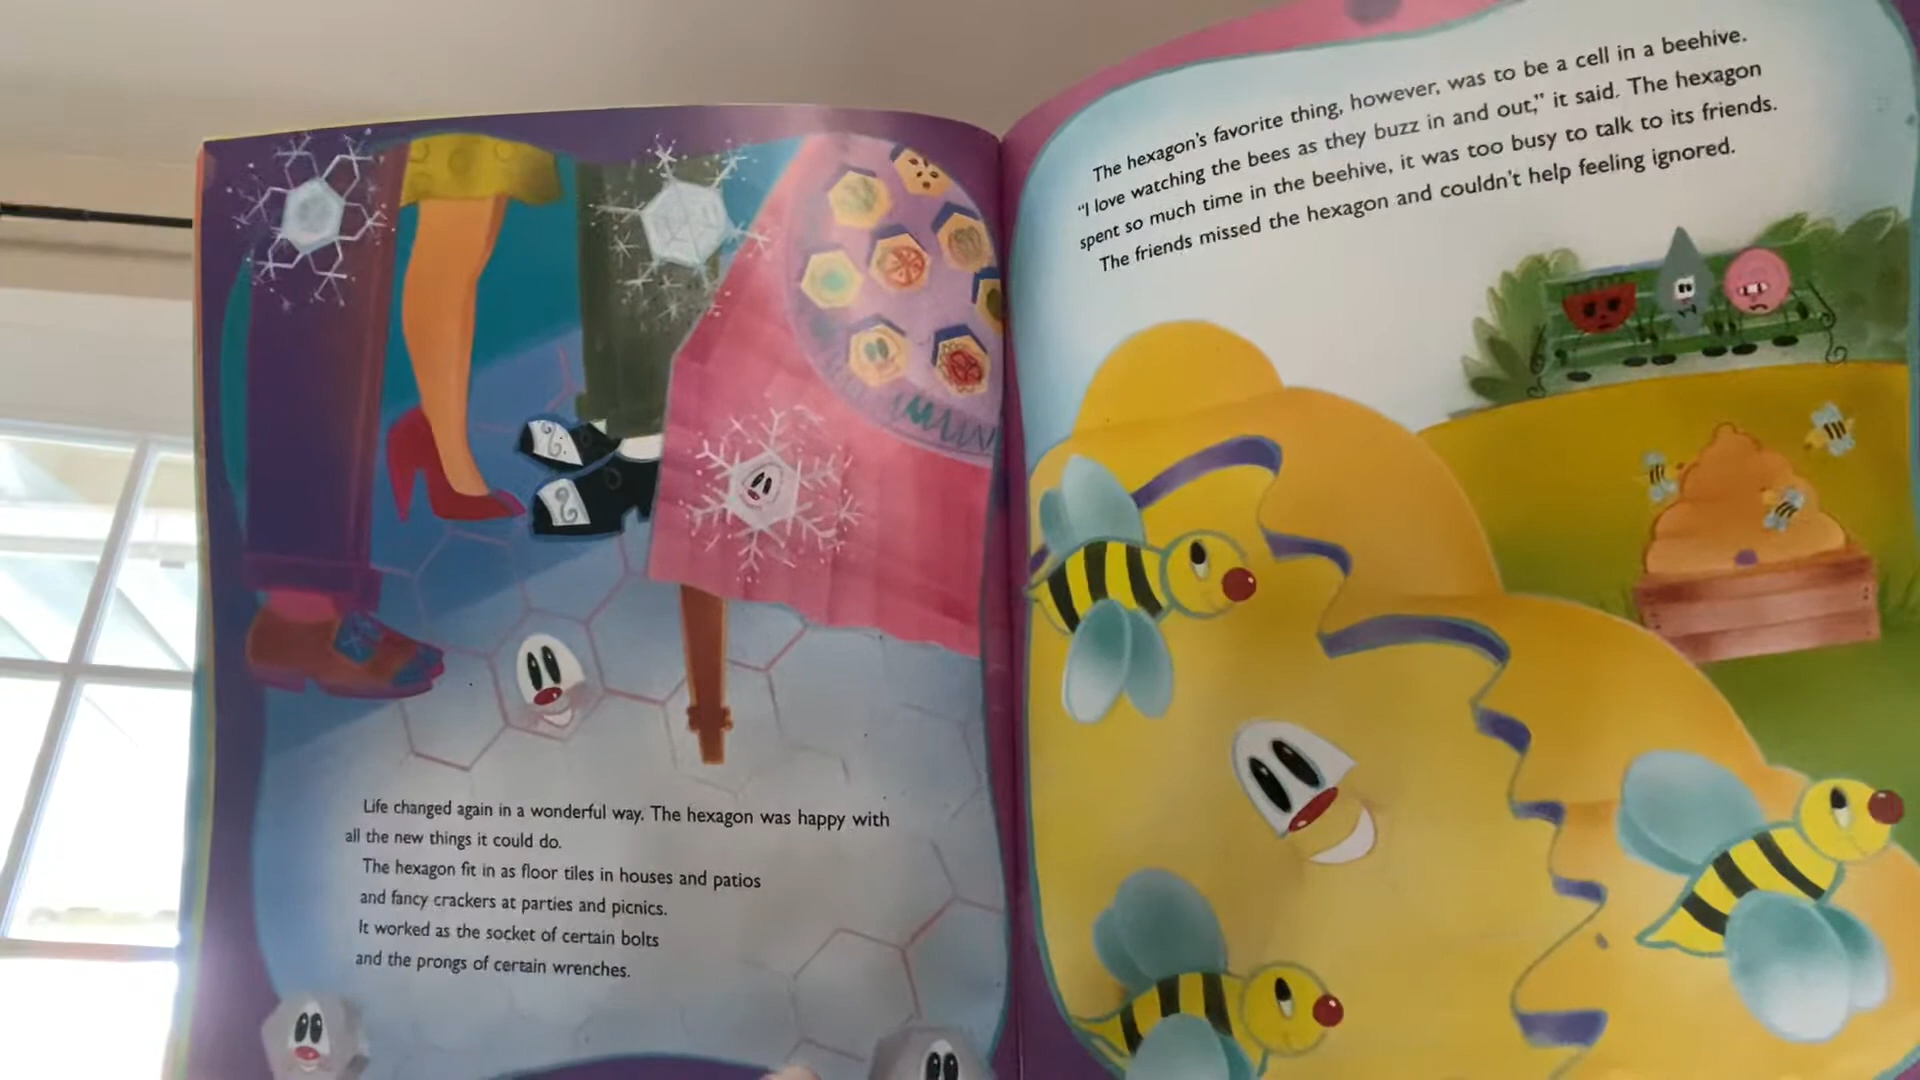 Life changed again in a wonderful way. The hexagon was happy with
all the new things it could do.
The hexagon fit in as floor tiles in houses and patios
and fancy crackers at parties and picnics.
It worked as the socket of certain bolts
and the prongs of certain wrenches.
The hexagon's favorite thing, however, was to be a cell in a beehive.
"I love watching the bees as they buzz in and out," it said. The hexagon
spent so much time in the beehive, it was too busy to talk to its friends.
The friends missed the hexagon and couldn't help feeling ignored.